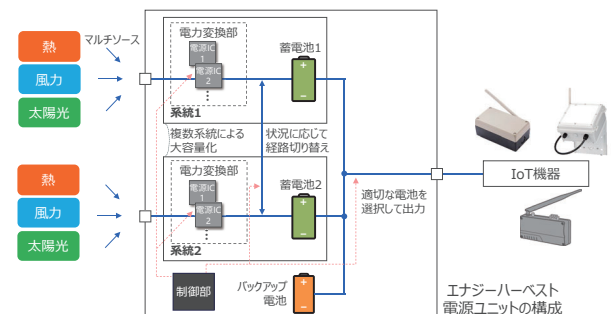 マルチソース
熱
風力
太陽光
電力変換部
電源IC
1
電源IC
2
蓄電池1
系統1
複数系統による
大容量化
状況に応じて
経路切り替え
熱
風力
太陽光
電力変換部
電源IC
1
電源IC
2
蓄電池2
系統2
適切な電池を
選択して出力
IoT機器
制御部
バックアップ
電池
エナジーハーベスト
電源ユニットの構成